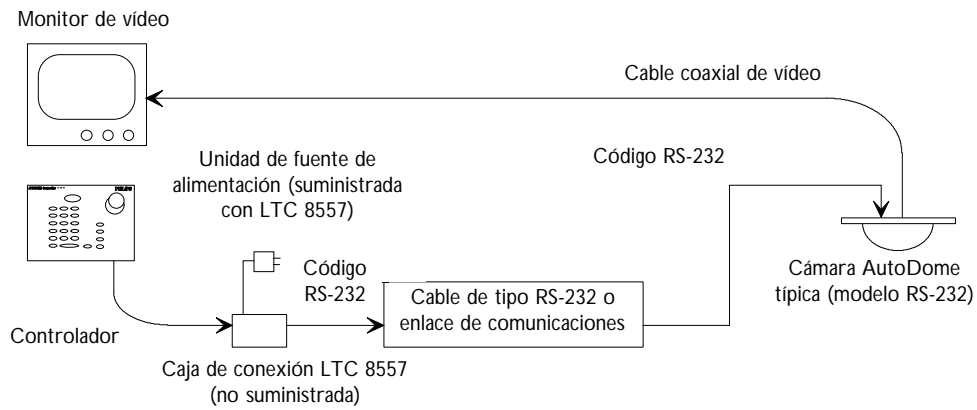 Monitor de vídeo
Cable coaxial de vídeo
Unidad de fuente de
alimentación (suministrada
con LTC 8557)
Código RS-232
PHILIPS
Código
RS-232
Cable de tipo RS-232 o
enlace de comunicaciones
Cámara AutoDome
típica (modelo RS-232)
Controlador
Caja de conexión LTC 8557
(no suministrada)